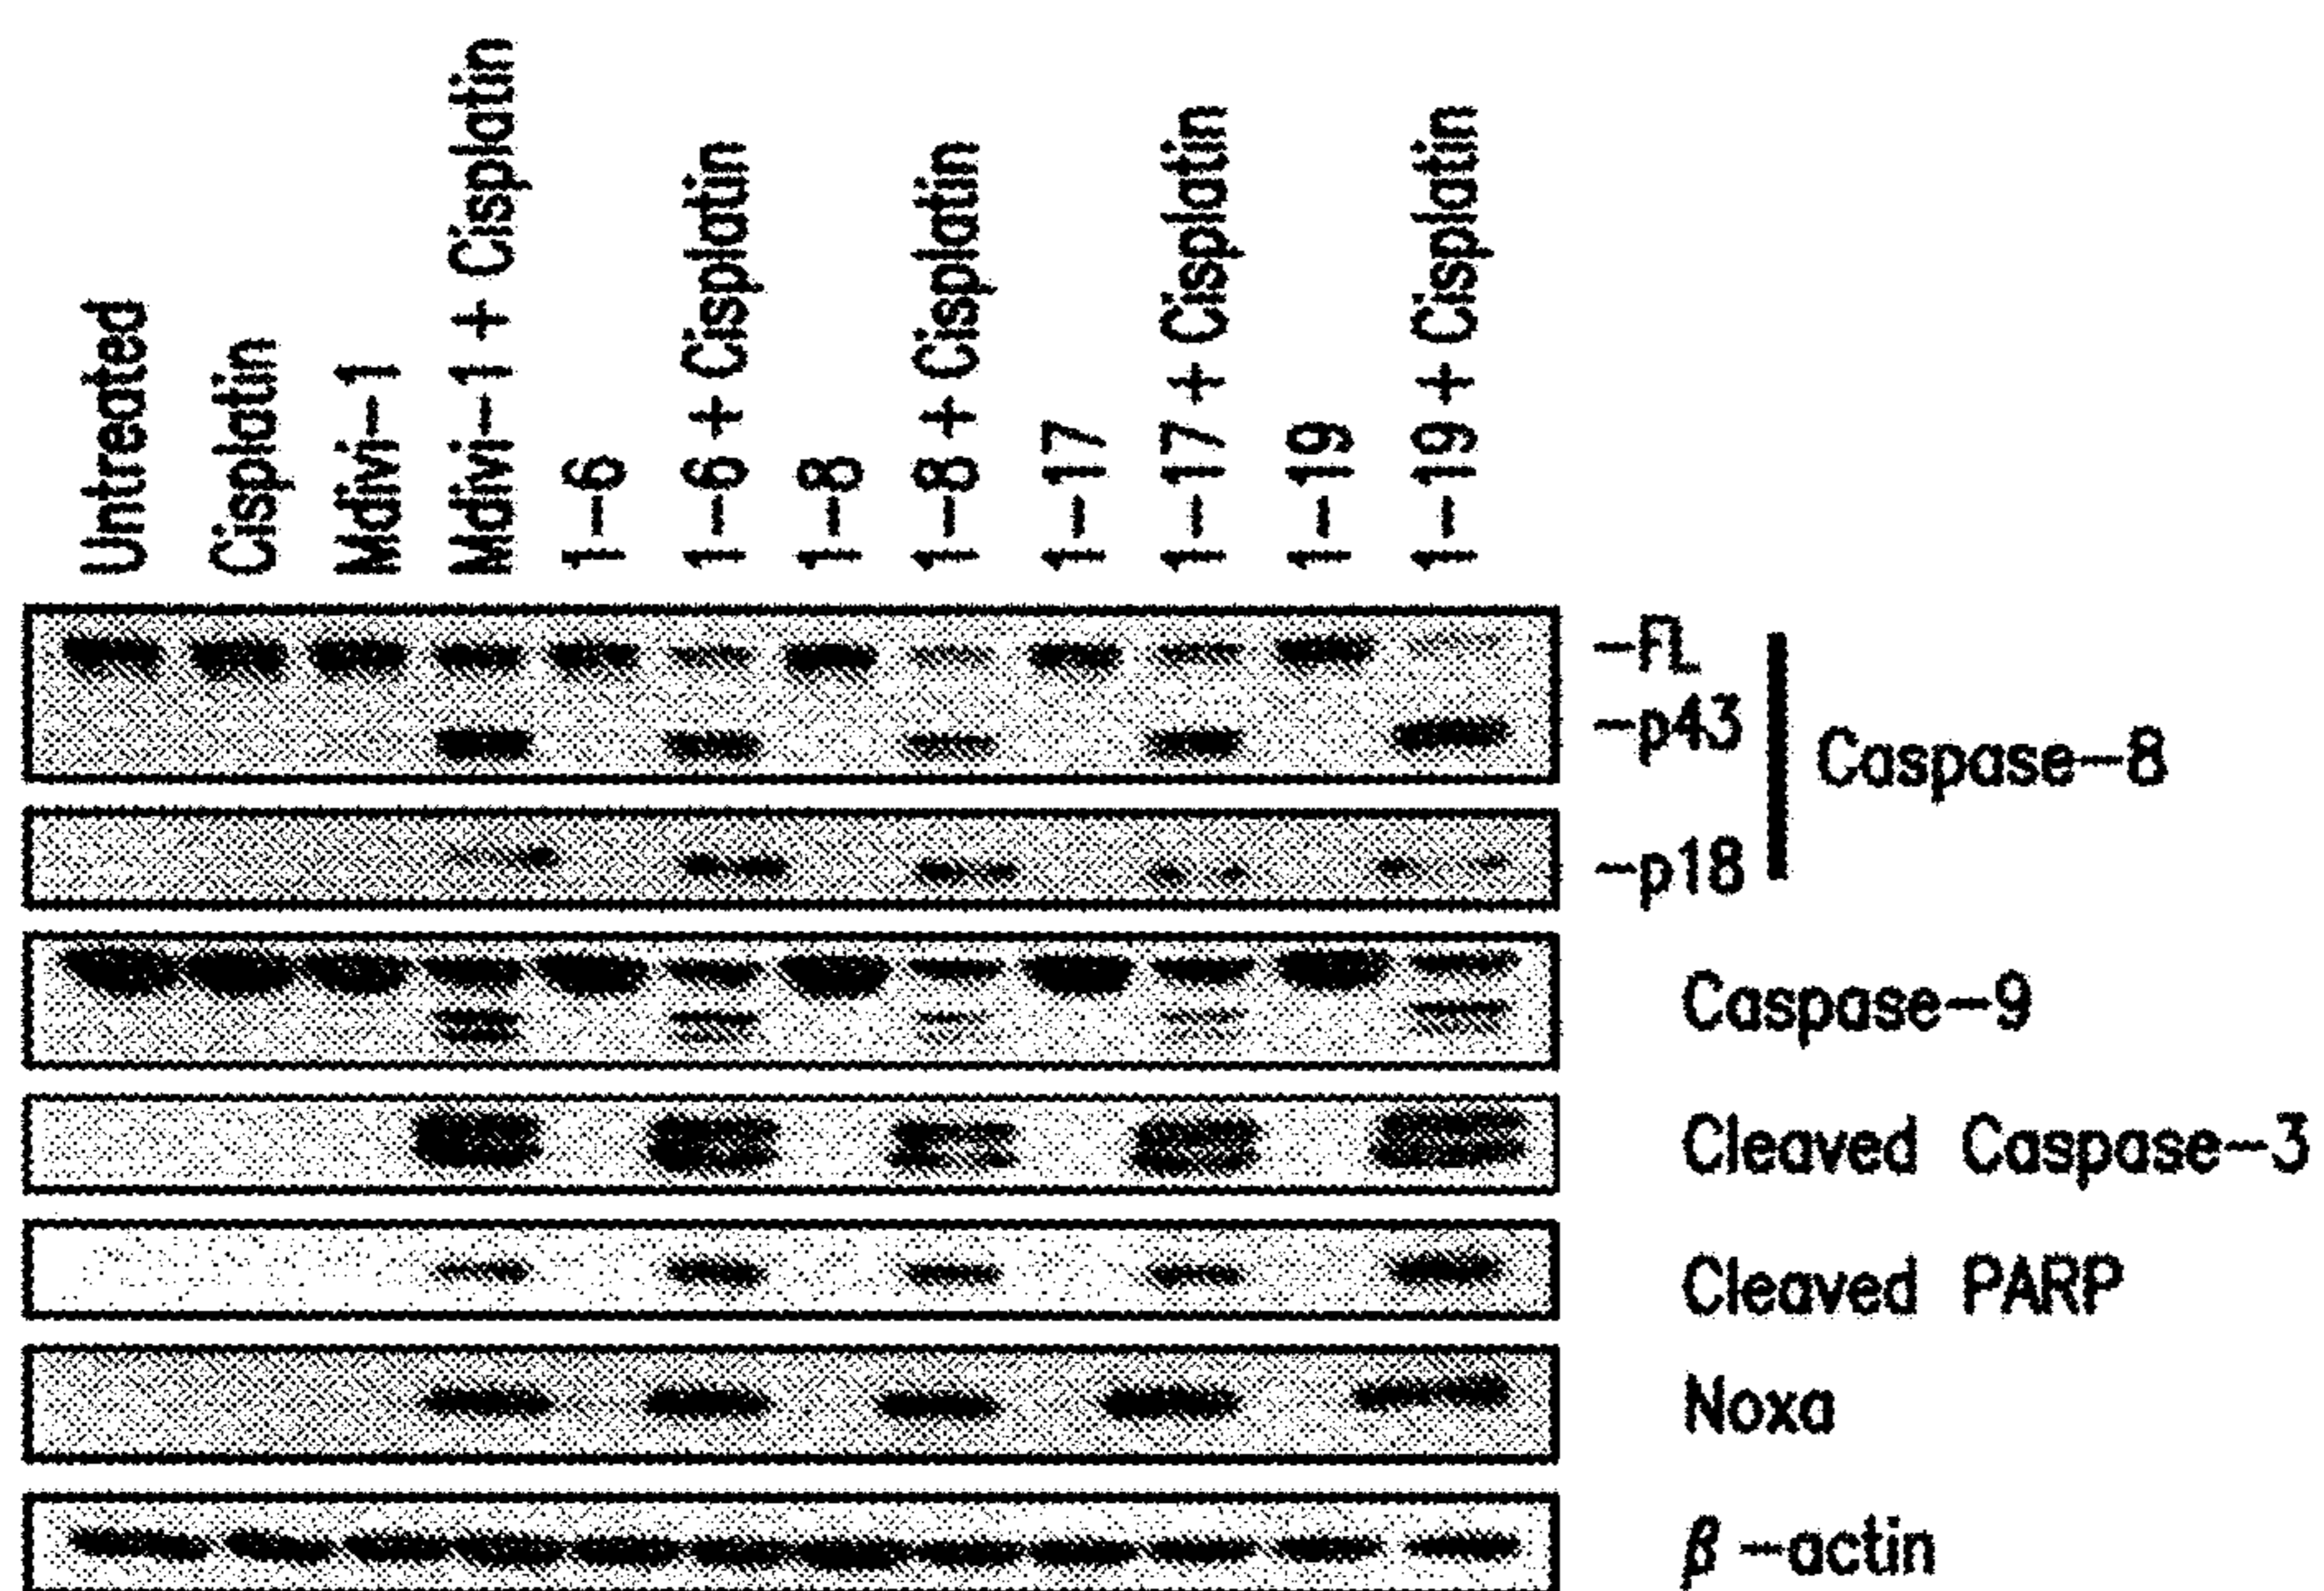 Untreated
Cisplatin
Mdivi-1
Mdivi-1 + Cisplatin
1-6
1-6 + Cisplatin
1-8
1-8 + Cisplatin
1-17
1-17 + Cisplatin
1-19
1-19 + Cisplatin
-FL
-p43
Caspase-8
-p18
Caspase-9
Cleaved Caspase-3
Cleaved PARP
Noxa
β-actin